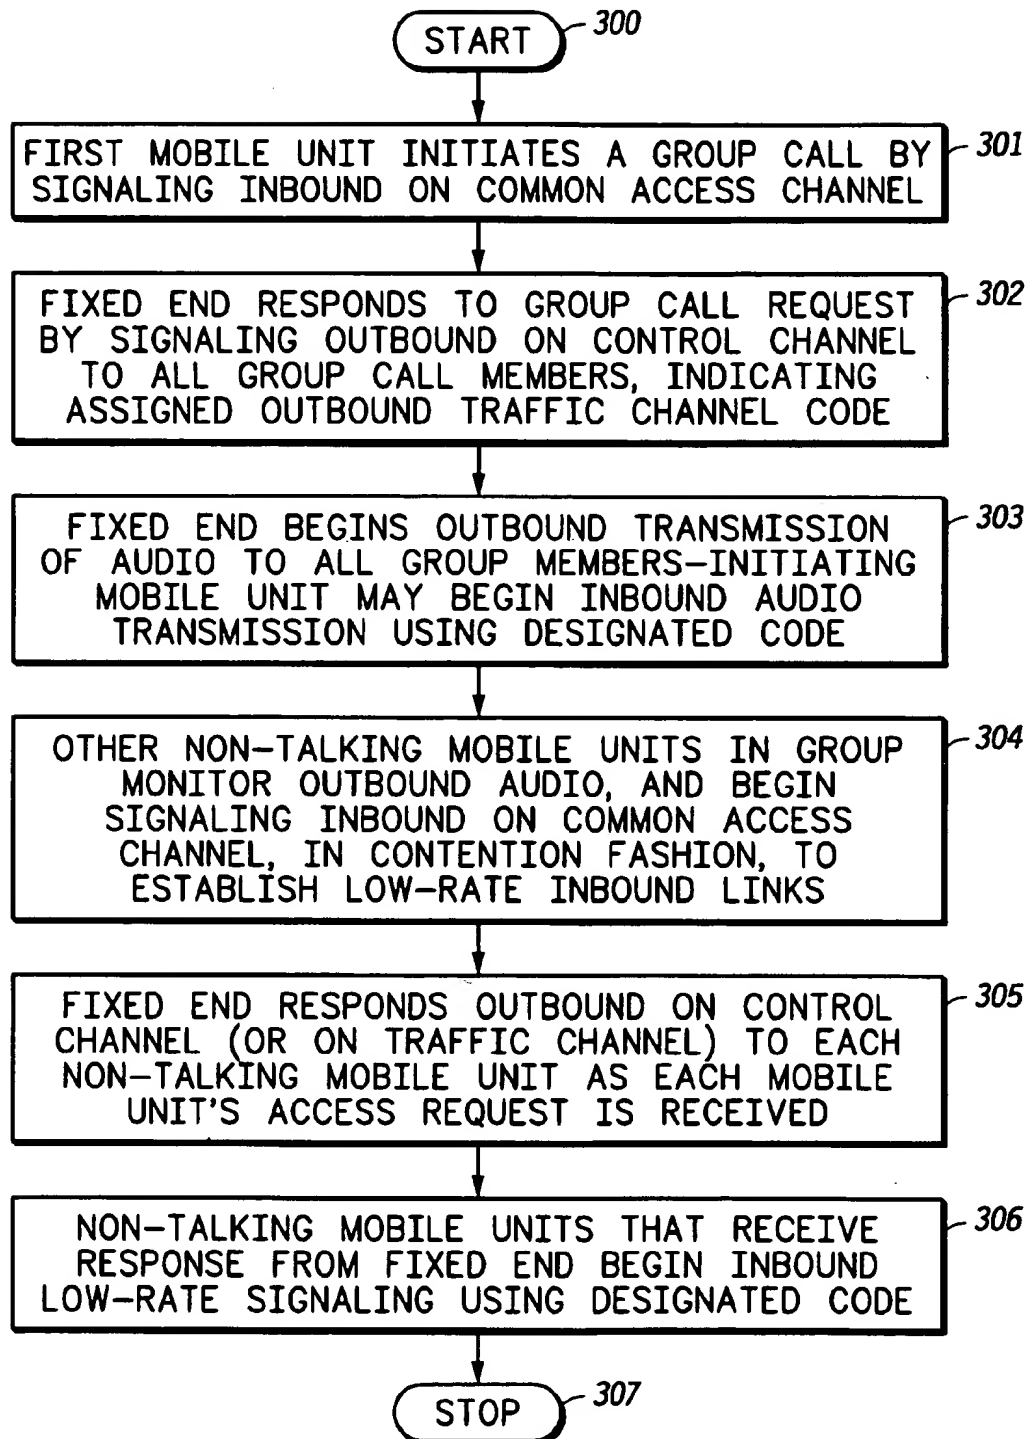 START
300
FIRST MOBILE UNIT INITIATES A GROUP CALL BY
SIGNALING INBOUND ON COMMON ACCESS CHANNEL
301
FIXED END RESPONDS TO GROUP CALL REQUEST
BY SIGNALING OUTBOUND ON CONTROL CHANNEL
TO ALL GROUP CALL MEMBERS, INDICATING
ASSIGNED OUTBOUND TRAFFIC CHANNEL CODE
302
FIXED END BEGINS OUTBOUND TRANSMISSION
OF AUDIO TO ALL GROUP MEMBERS-INITIATING
MOBILE UNIT MAY BEGIN INBOUND AUDIO
TRANSMISSION USING DESIGNATED CODE
303
OTHER NON-TALKING MOBILE UNITS IN GROUP
MONITOR OUTBOUND AUDIO, AND BEGIN
SIGNALING INBOUND ON COMMON ACCESS
CHANNEL, IN CONTENTION FASHION, TO
ESTABLISH LOW-RATE INBOUND LINKS
304
FIXED END RESPONDS OUTBOUND ON CONTROL
CHANNEL (OR ON TRAFFIC CHANNEL) TO EACH
NON-TALKING MOBILE UNIT AS EACH MOBILE
UNIT'S ACCESS REQUEST IS RECEIVED
305
NON-TALKING MOBILE UNITS THAT RECEIVE
RESPONSE FROM FIXED END BEGIN INBOUND
LOW-RATE SIGNALING USING DESIGNATED CODE
306
STOP
307